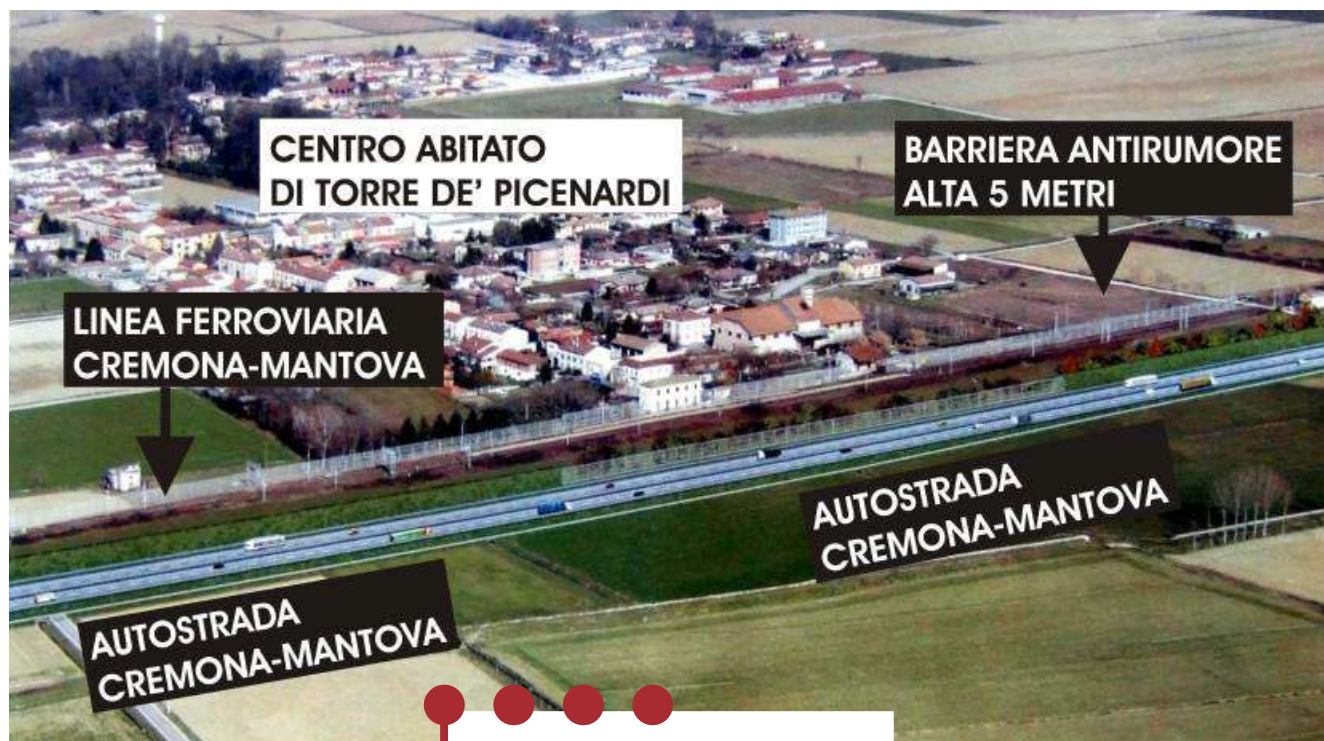 CENTRO ABITATO
DI TORRE DE' PICENARDI
BARRIERA ANTIRUMORE
ALTA 5 METRI
LINEA FERROVIARIA
CREMONA-MANTOVA
AUTOSTRADA
CREMONA-MANTOVA
AUTOSTRADA
CREMONA-MANTOVA